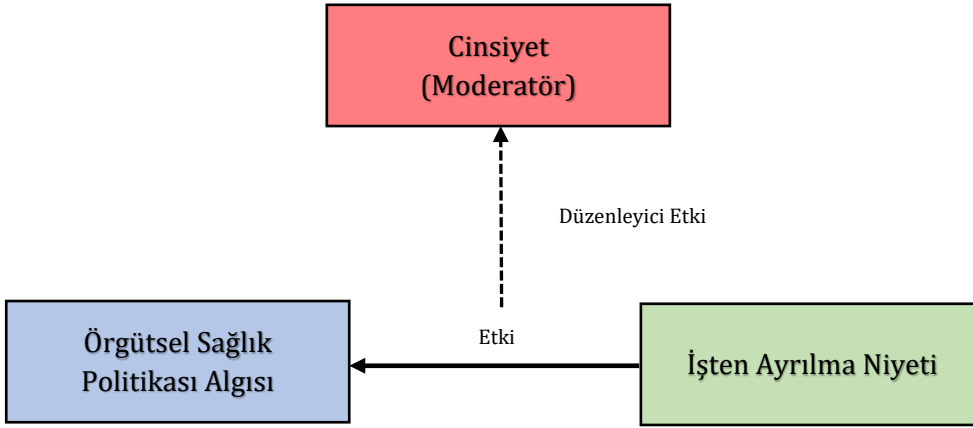 Cinsiyet
(Moderatör)
Düzenleyici Etki
Örgütsel Sağlık
Politikası Algısı
Etki
İşten Ayrılma Niyeti